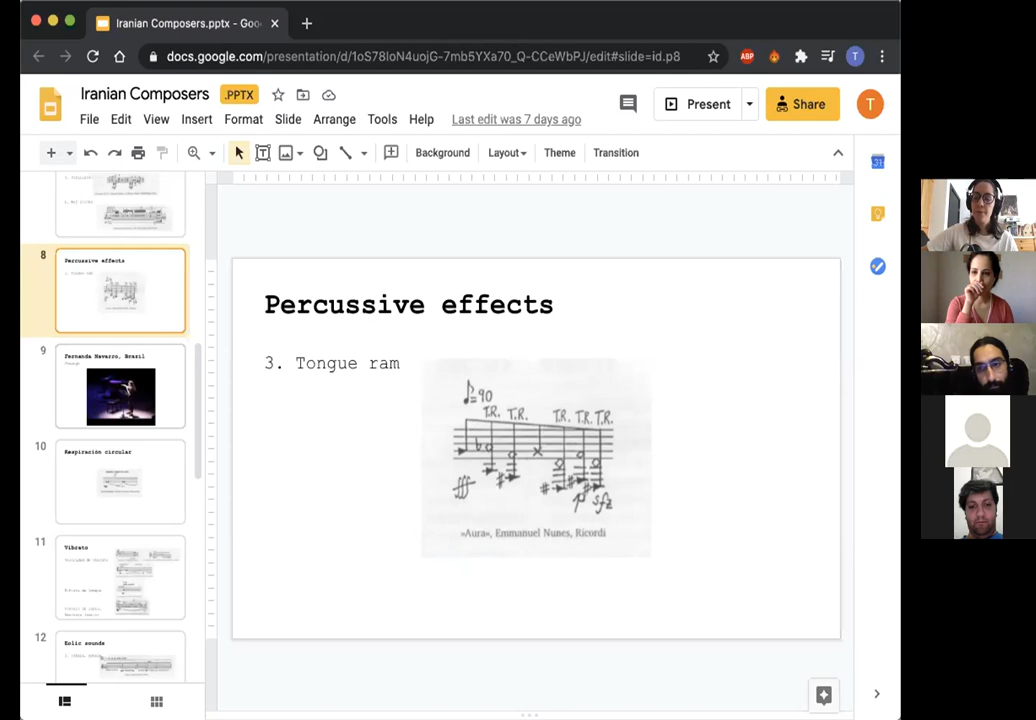 Iranian Composers.pptx - Goo
docs.google.com/presentation/d/1oS78IoN4uojG-7mb5YXa70_Q-CCeWbPJ/edit#slide=id.p8
ABP
T
Iranian Composers
.PPTX
File Edit View Insert Format Slide Arrange Tools Help
Last edit was 7 days ago
Present
Share
T
Background Layout Theme Transition
8
Percussive effects
9
Fernanda Navarro, Brazil
10
Respiración circular
11
Vibrato
12
Eolic sounds
Percussive effects
3. Tongue ram
♪=90
T.R. T.R. T.R. T.R. T.R.
fff
p sfz
»Aura«, Emmanuel Nunes, Ricordi
31